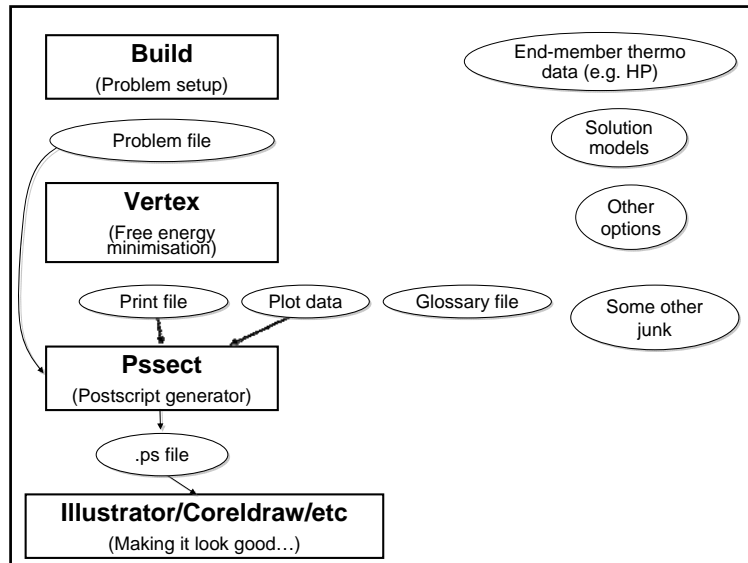 Build
(Problem setup)
End-member thermo
data (e.g. HP)
Problem file
Solution
models
Vertex
(Free energy
minimisation)
Other
options
Print file
Plot data
Glossary file
Some other
junk
Pssect
(Postscript generator)
.ps file
Illustrator/Coreldraw/etc
(Making it look good…)